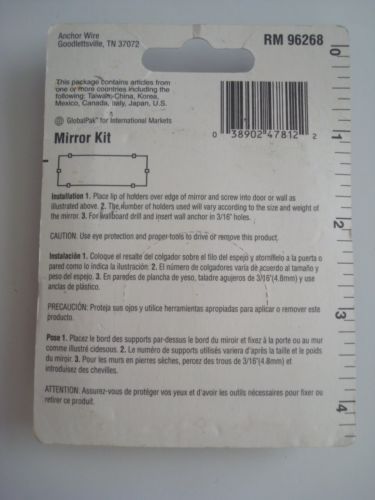 Anchor Wire
Goodlettsville, TN 37072
RM 96268
This package contains articles from
one or more countries including the
following: Taiwan-China, Korea,
Mexico, Canada, Italy, Japan, U.S.
GlobalPak® for International Markets
0 38902 47812 2
Mirror Kit
Installation 1. Place lip of holders over edge of mirror and screw into door or wall as
illustrated above. 2. The number of holders used will vary according to the size and weight of
the mirror. 3. For wallboard drill and insert wall anchor in 3/16" holes.
CAUTION: Use eye protection and proper tools to drive or remove this product.
Instalación 1. Coloque el resalte del colgador sobre el filo del espejo y atorníllelo a la puerta o
pared como lo indica la ilustración. 2. El número de colgadores varía de acuerdo al tamaño y
peso del espejo. 3. En paredes de plancha de yeso, taladre agujeros de 3/16"(4.8mm) y use
anclas de plástico.
PRECAUCIÓN: Proteja sus ojos y utilice herramientas apropiadas para aplicar o remover este
producto.
Pose 1. Placez le bord des supports par-dessus le bord du miroir et fixez à la porte ou au mur
comme illustré cidessous. 2. Le numéro de supports utilisés variera d'après la taille et le poids
du miroir. 3. Pour les murs en pierres sèches, percez des trous de 3/16"(4.8mm) et
introduisez des chevilles.
ATTENTION: Assurez-vous de protéger vos yeux et d'avoir les outils nécessaires pour fixer ou
retirer ce produit.
0
1
2
3
4